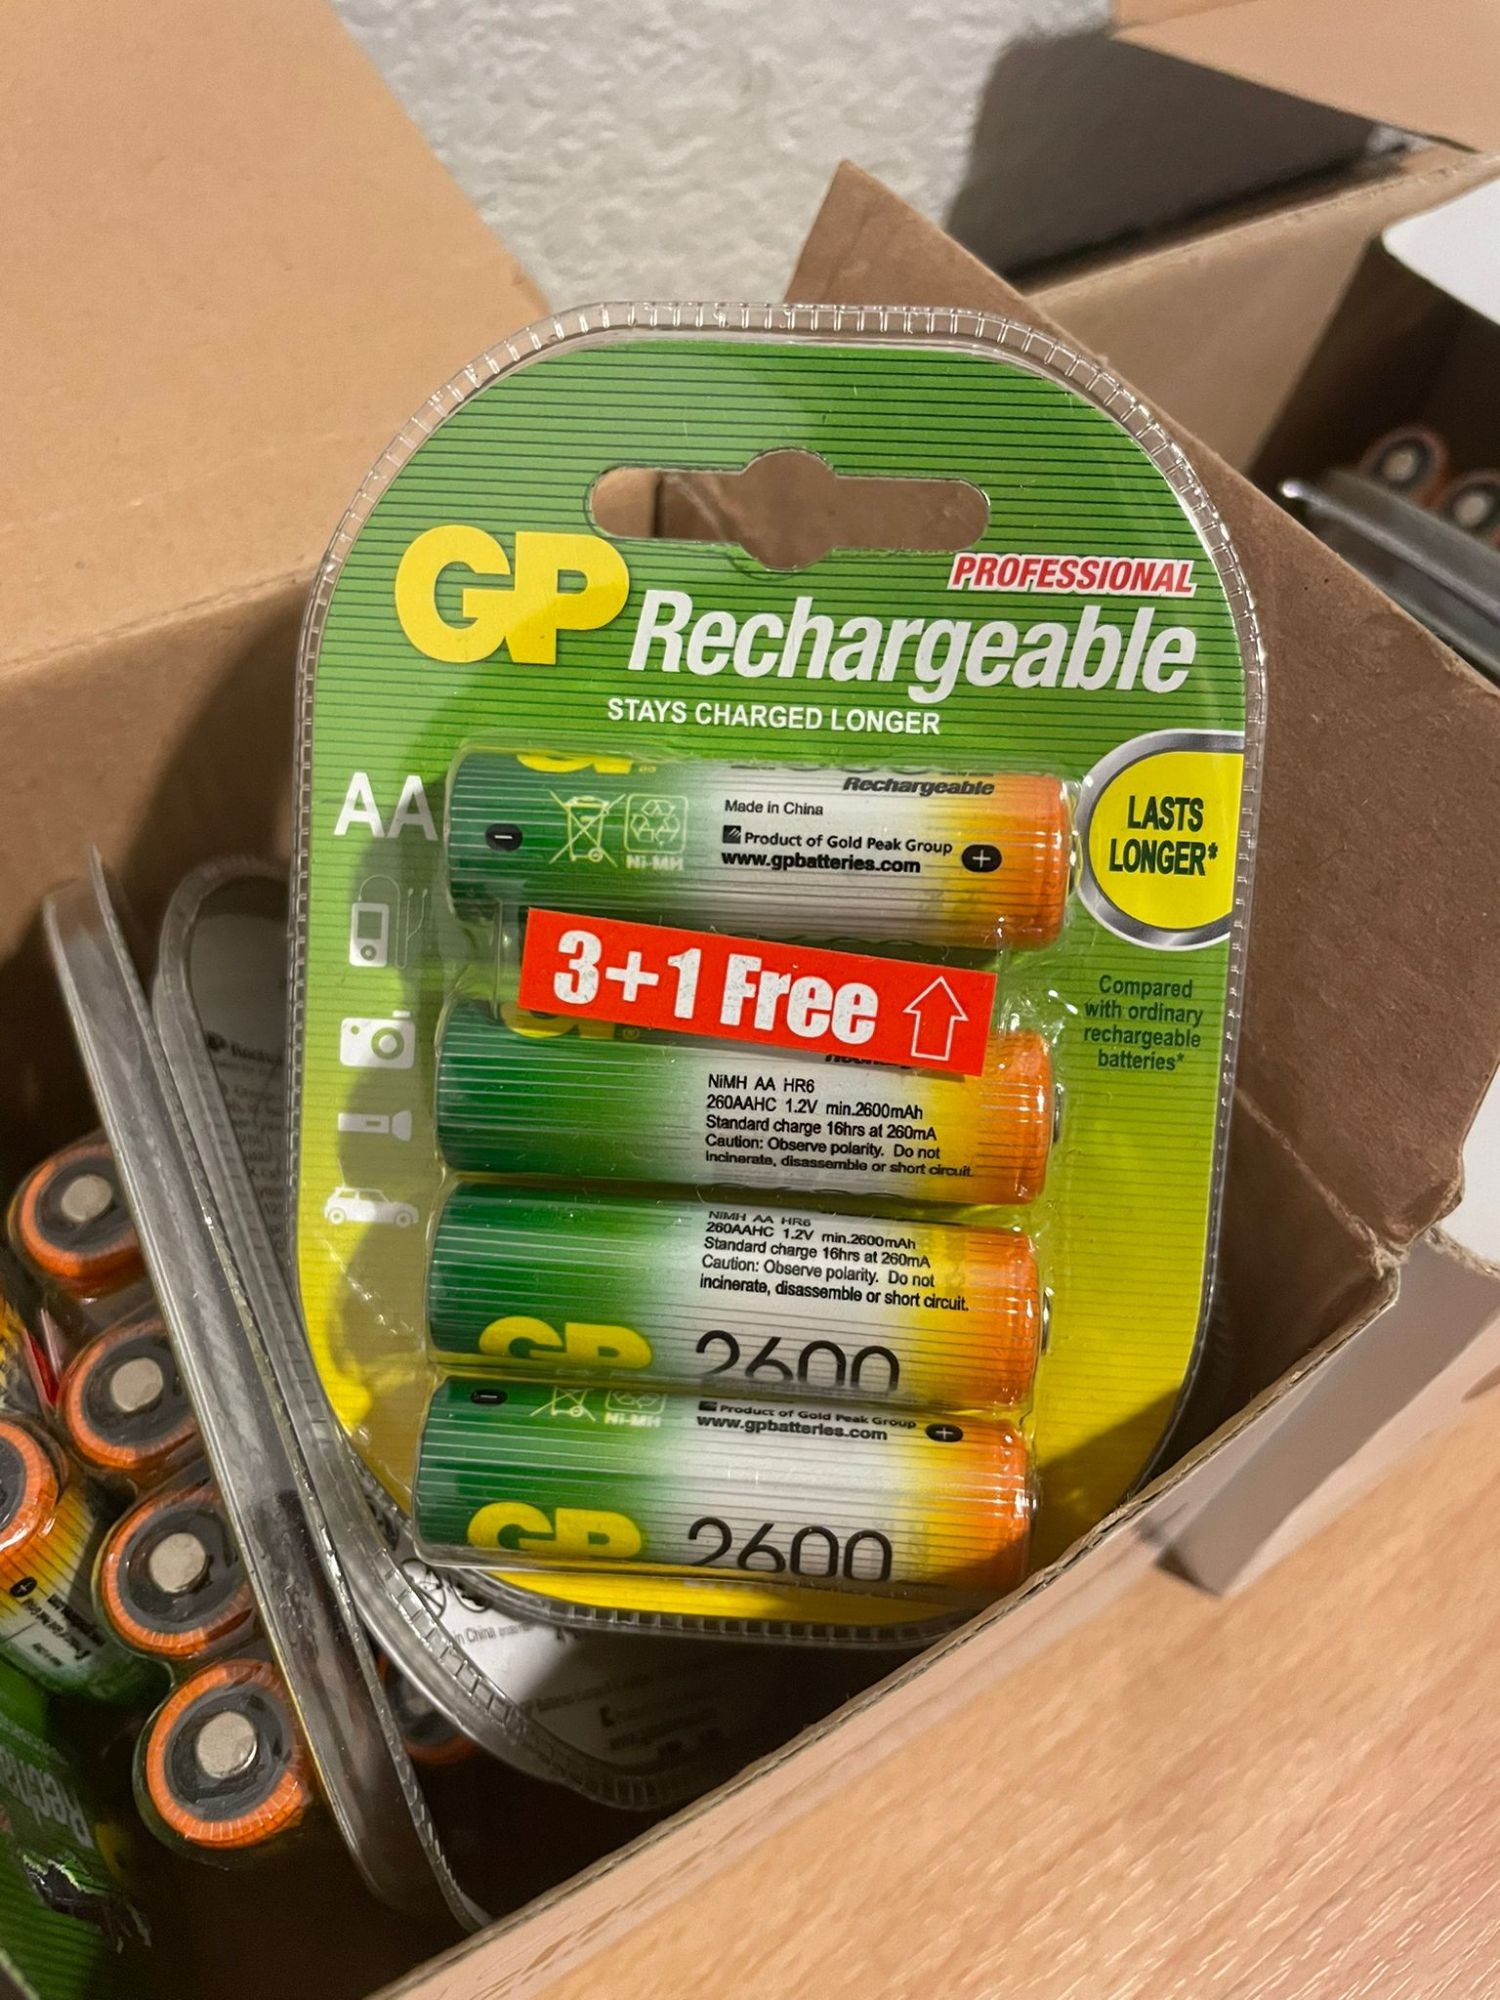 GP
PROFESSIONAL
Rechargeable
STAYS CHARGED LONGER
AA
LASTS
LONGER*
Compared
with ordinary
rechargeable
batteries*
Rechargeable
Made in China
Product of Gold Peak Group
www.gpbatteries.com
Ni-MH
- +
3+1 Free
NiMH AA HR6
260AAHC 1.2V min.2600mAh
Standard charge 16hrs at 260mA
Caution: Observe polarity. Do not
incinerate, disassemble or short circuit.
NiMH AA HR6
260AAHC 1.2V min.2600mAh
Standard charge 16hrs at 260mA
Caution: Observe polarity. Do not
incinerate, disassemble or short circuit.
GP 2600
Ni-MH
Product of Gold Peak Group
www.gpbatteries.com
- +
GP 2600
in China